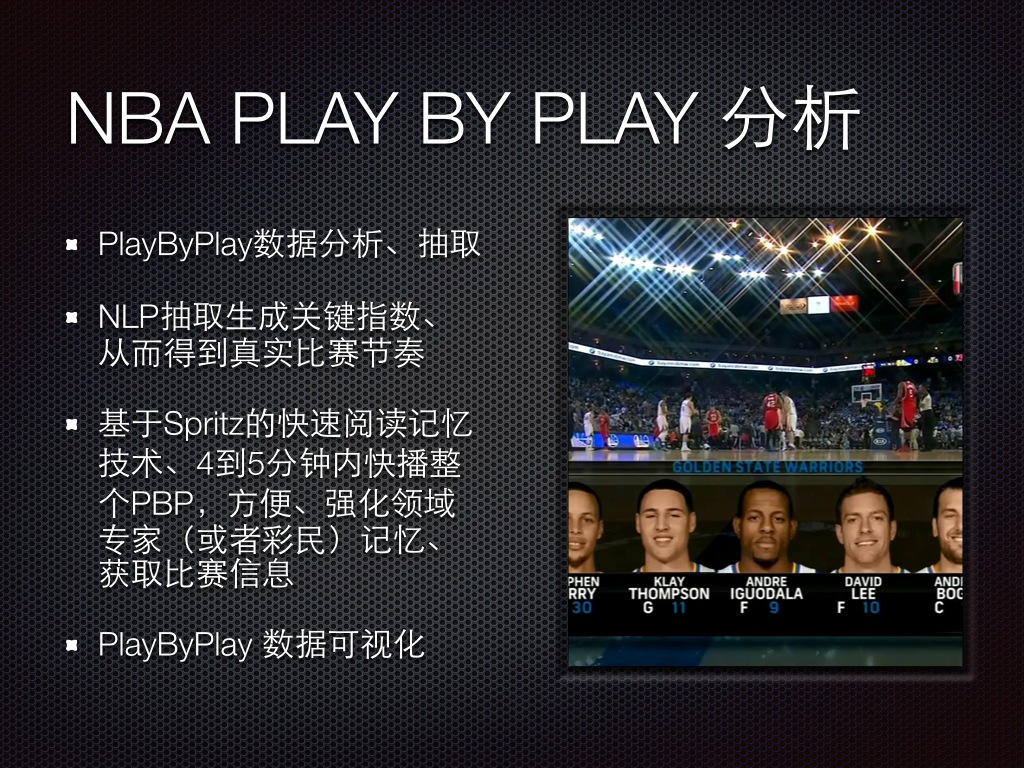 NBA PLAY BY PLAY 分析
PlayByPlay数据分析、抽取
NLP抽取生成关键指数、
从而得到真实比赛节奏
基于Spritz的快速阅读记忆
技术、4到5分钟内快播整
个PBP，方便、强化领域
专家（或者彩民）记忆、
获取比赛信息
PlayByPlay 数据可视化
GOLDEN STATE WARRIORS
PHEN
RRY
30
KLAY
THOMPSON
G 11
ANDRE
IGUODALA
F 9
DAVID
LEE
F 10
AND
BOG
C